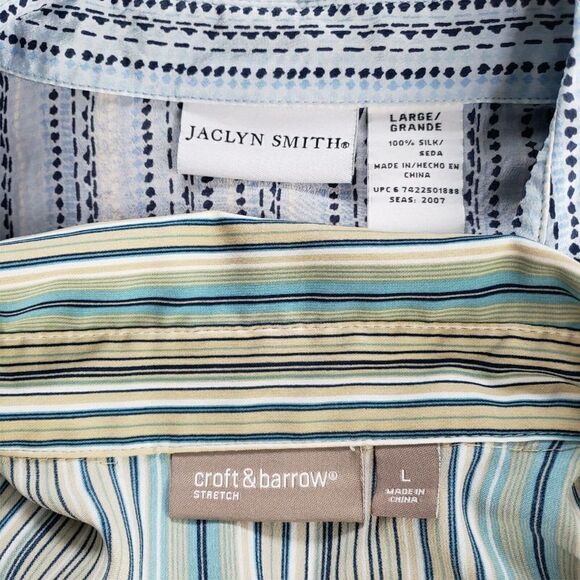 JACLYN SMITH®
LARGE/
GRANDE
100% SILK/
SEDA
MADE IN/HECHO EN
CHINA
UPC 6 7422501888
SEAS: 2007
croft&barrow®
STRETCH
L
MADE IN
CHINA